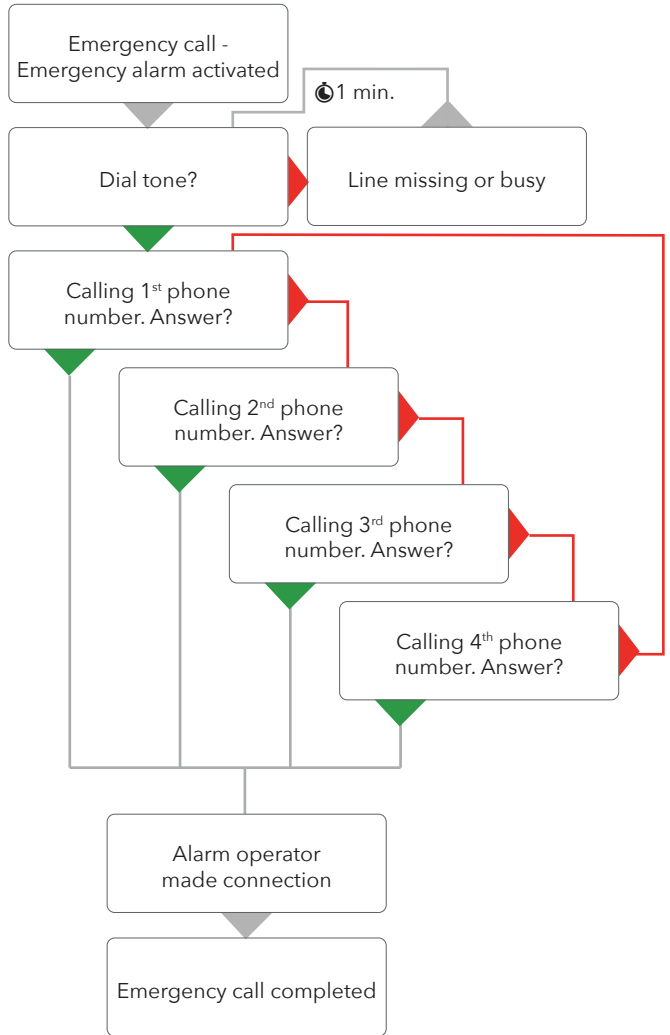 Emergency call -
Emergency alarm activated
1 min.
Dial tone?
Line missing or busy
Calling 1st phone
number. Answer?
Calling 2nd phone
number. Answer?
Calling 3rd phone
number. Answer?
Calling 4th phone
number. Answer?
Alarm operator
made connection
Emergency call completed